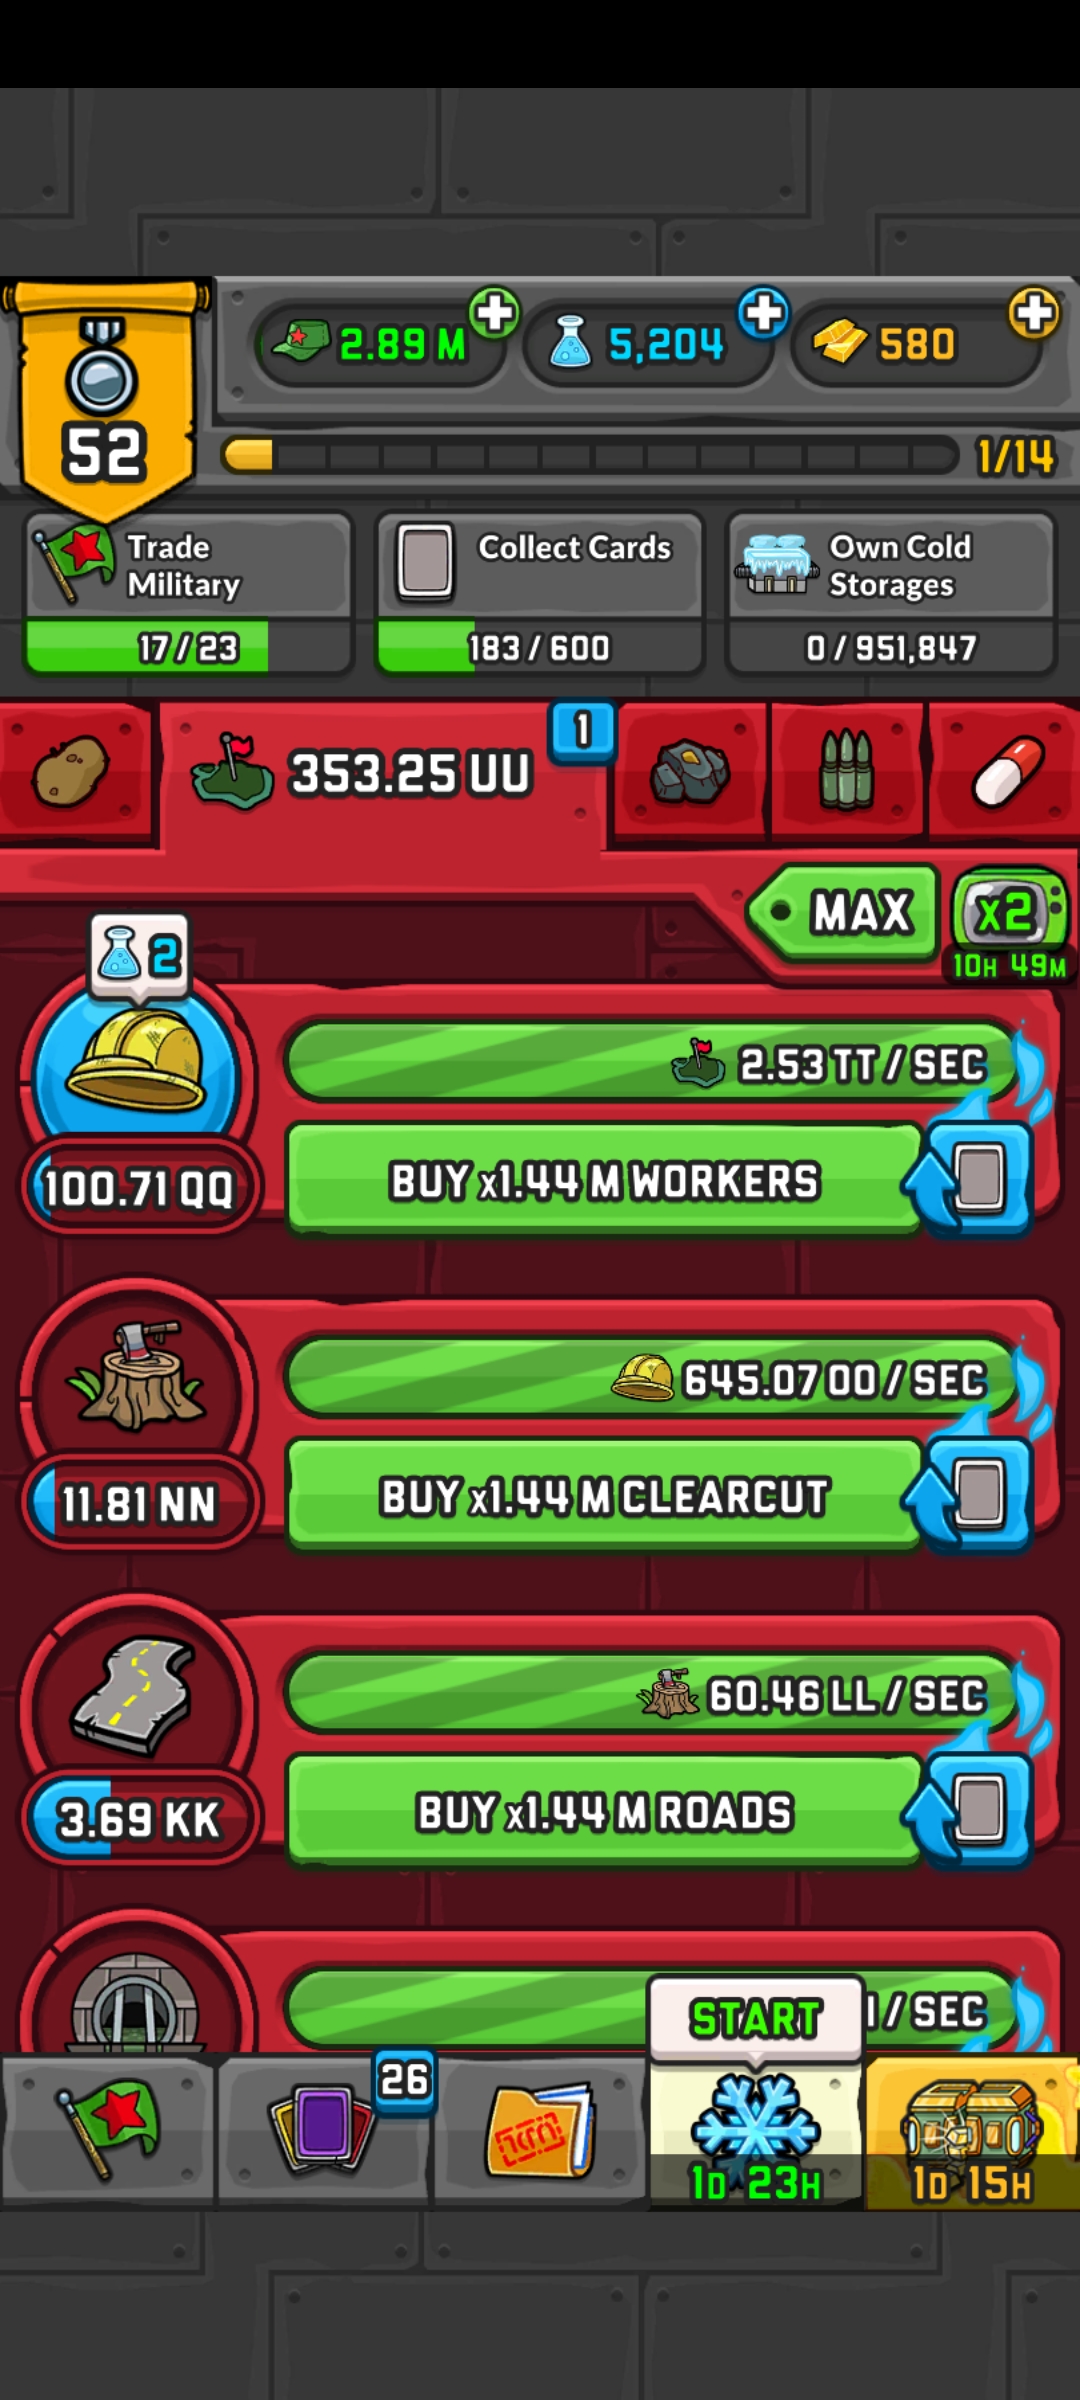 2.89 M
5,204
580
52
1/14
Trade
Military
17/23
Collect Cards
183/600
Own Cold
Storages
0/951,847
353.25 UU
1
MAX
x2
10H 49M
2
2.53 TT / SEC
100.71 QQ
BUY x1.44 M WORKERS
645.07 OO / SEC
11.81 NN
BUY x1.44 M CLEARCUT
60.46 LL / SEC
3.69 KK
BUY x1.44 M ROADS
/ SEC
START
26
1D 23H
1D 15H